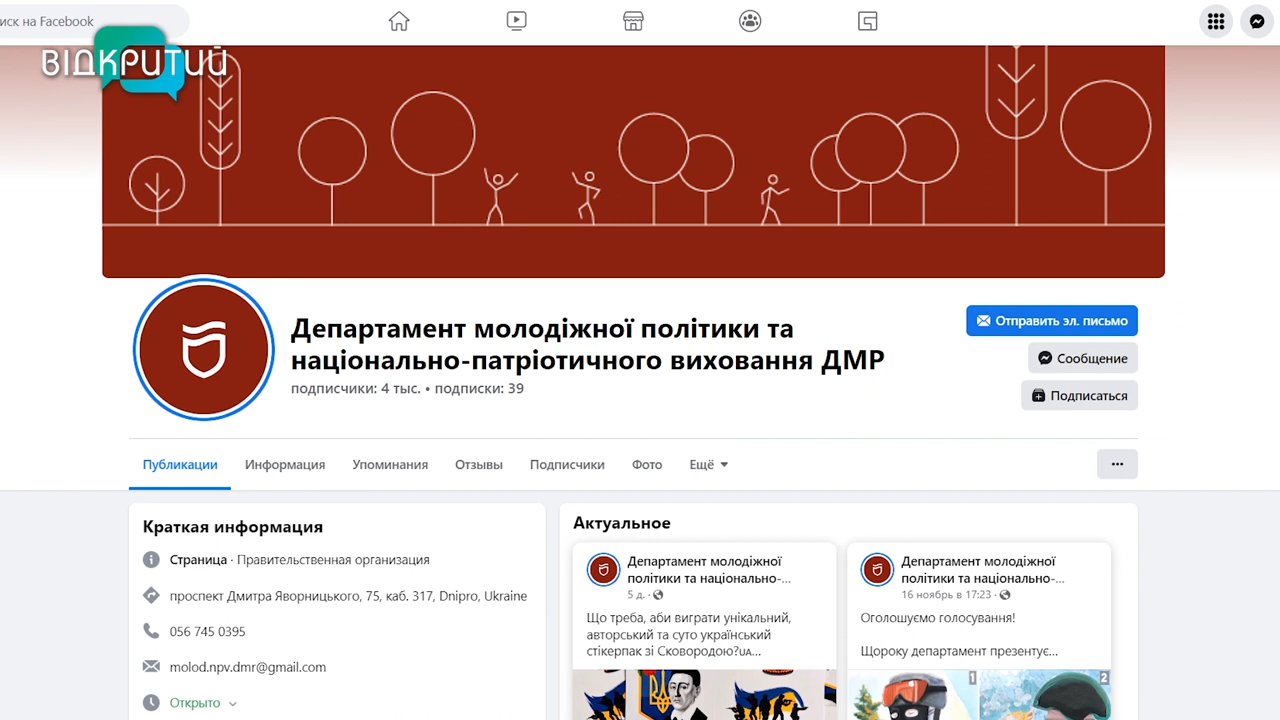 иск на Facebook
ВІДКРИТИЙ
Департамент молодіжної політики та
національно-патріотичного виховання ДМР
подписчики: 4 тыс. • подписки: 39
Отправить эл. письмо
Сообщение
Подписаться
Публикации Информация Упоминания Отзывы Подписчики Фото Ещё
Краткая информация
Страница · Правительственная организация
проспект Дмитра Яворницького, 75, каб. 317, Dnipro, Ukraine
056 745 0395
molod.npv.dmr@gmail.com
Открыто
Актуальное
Департамент молодіжної
політики та національно-...
5 д. ·
Що треба, аби виграти унікальний,
авторський та суто український
стікерпак зі Сковородою?🇺🇦...
Департамент молодіжної
політики та національно-...
16 ноябрь в 17:23 ·
Оголошуємо голосування!
Щороку департамент презентує...
1
2